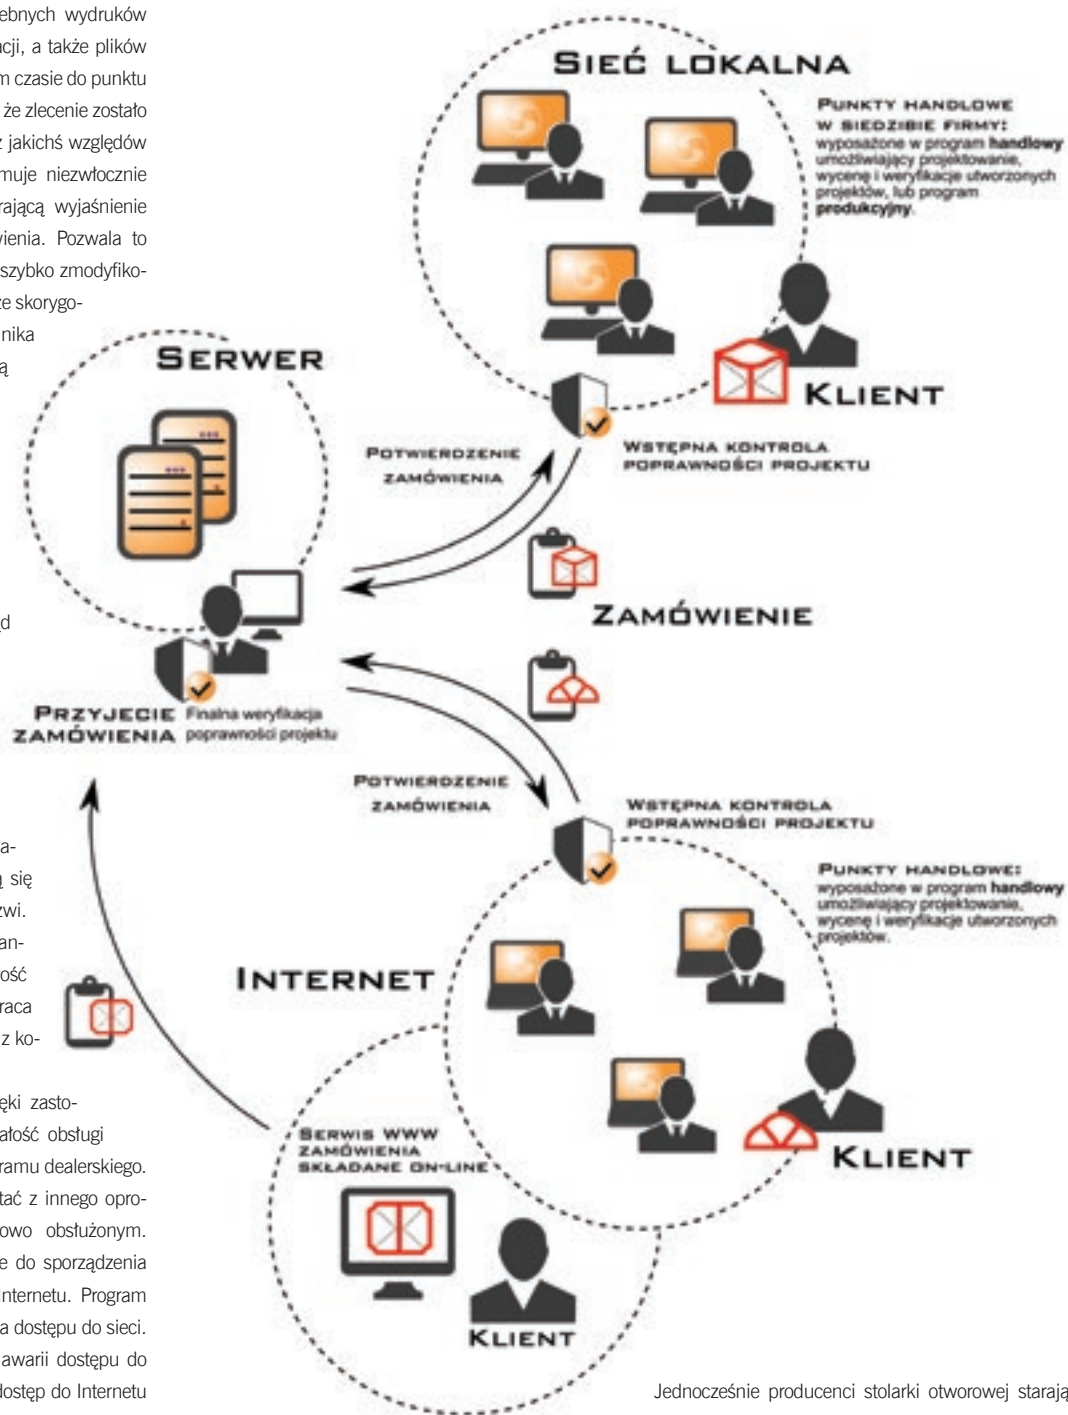 ebnych wydruków
acji, a także plików
m czasie do punktu
że zlecenie zostało
z jakichś względów
muje niezwłocznie
rającą wyjaśnienie
wienia. Pozwala to
szybko zmodyfiko-
że skorygo-
nika
ą
d
a-
ą się
zwi.
an-
ość
raca
z ko-
ęki zasto-
ałość obsługi
ramu dealerskiego.
tać z innego opro-
owo obsłużonym.
e do sporządzenia
Internetu. Program
a dostępu do sieci.
awarii dostępu do
dostęp do Internetu
SIEĆ LOKALNA
PUNKTY HANDLOWE
W SIEDZIBIE FIRMY:
wyposażone w program handlowy
umożliwiający projektowanie,
wycenę i weryfikacje utworzonych
projektów, lub program
produkcyjny.
KLIENT
SERWER
POTWIERDZENIE
ZAMÓWIENIA
WSTĘPNA KONTROLA
POPRAWNOŚCI PROJEKTU
ZAMÓWIENIE
PRZYJECIE
ZAMÓWIENIA
Finalna weryfikacja
poprawności projektu
POTWIERDZENIE
ZAMÓWIENIA
WSTĘPNA KONTROLA
POPRAWNOŚCI PROJEKTU
PUNKTY HANDLOWE:
wyposażone w program handlowy
umożliwiający projektowanie,
wycenę i weryfikacje utworzonych
projektów.
INTERNET
KLIENT
SERWIS WWW
ZAMÓWIENIA
SKŁADANE ON-LINE
KLIENT
Jednocześnie producenci stolarki otworowej starają